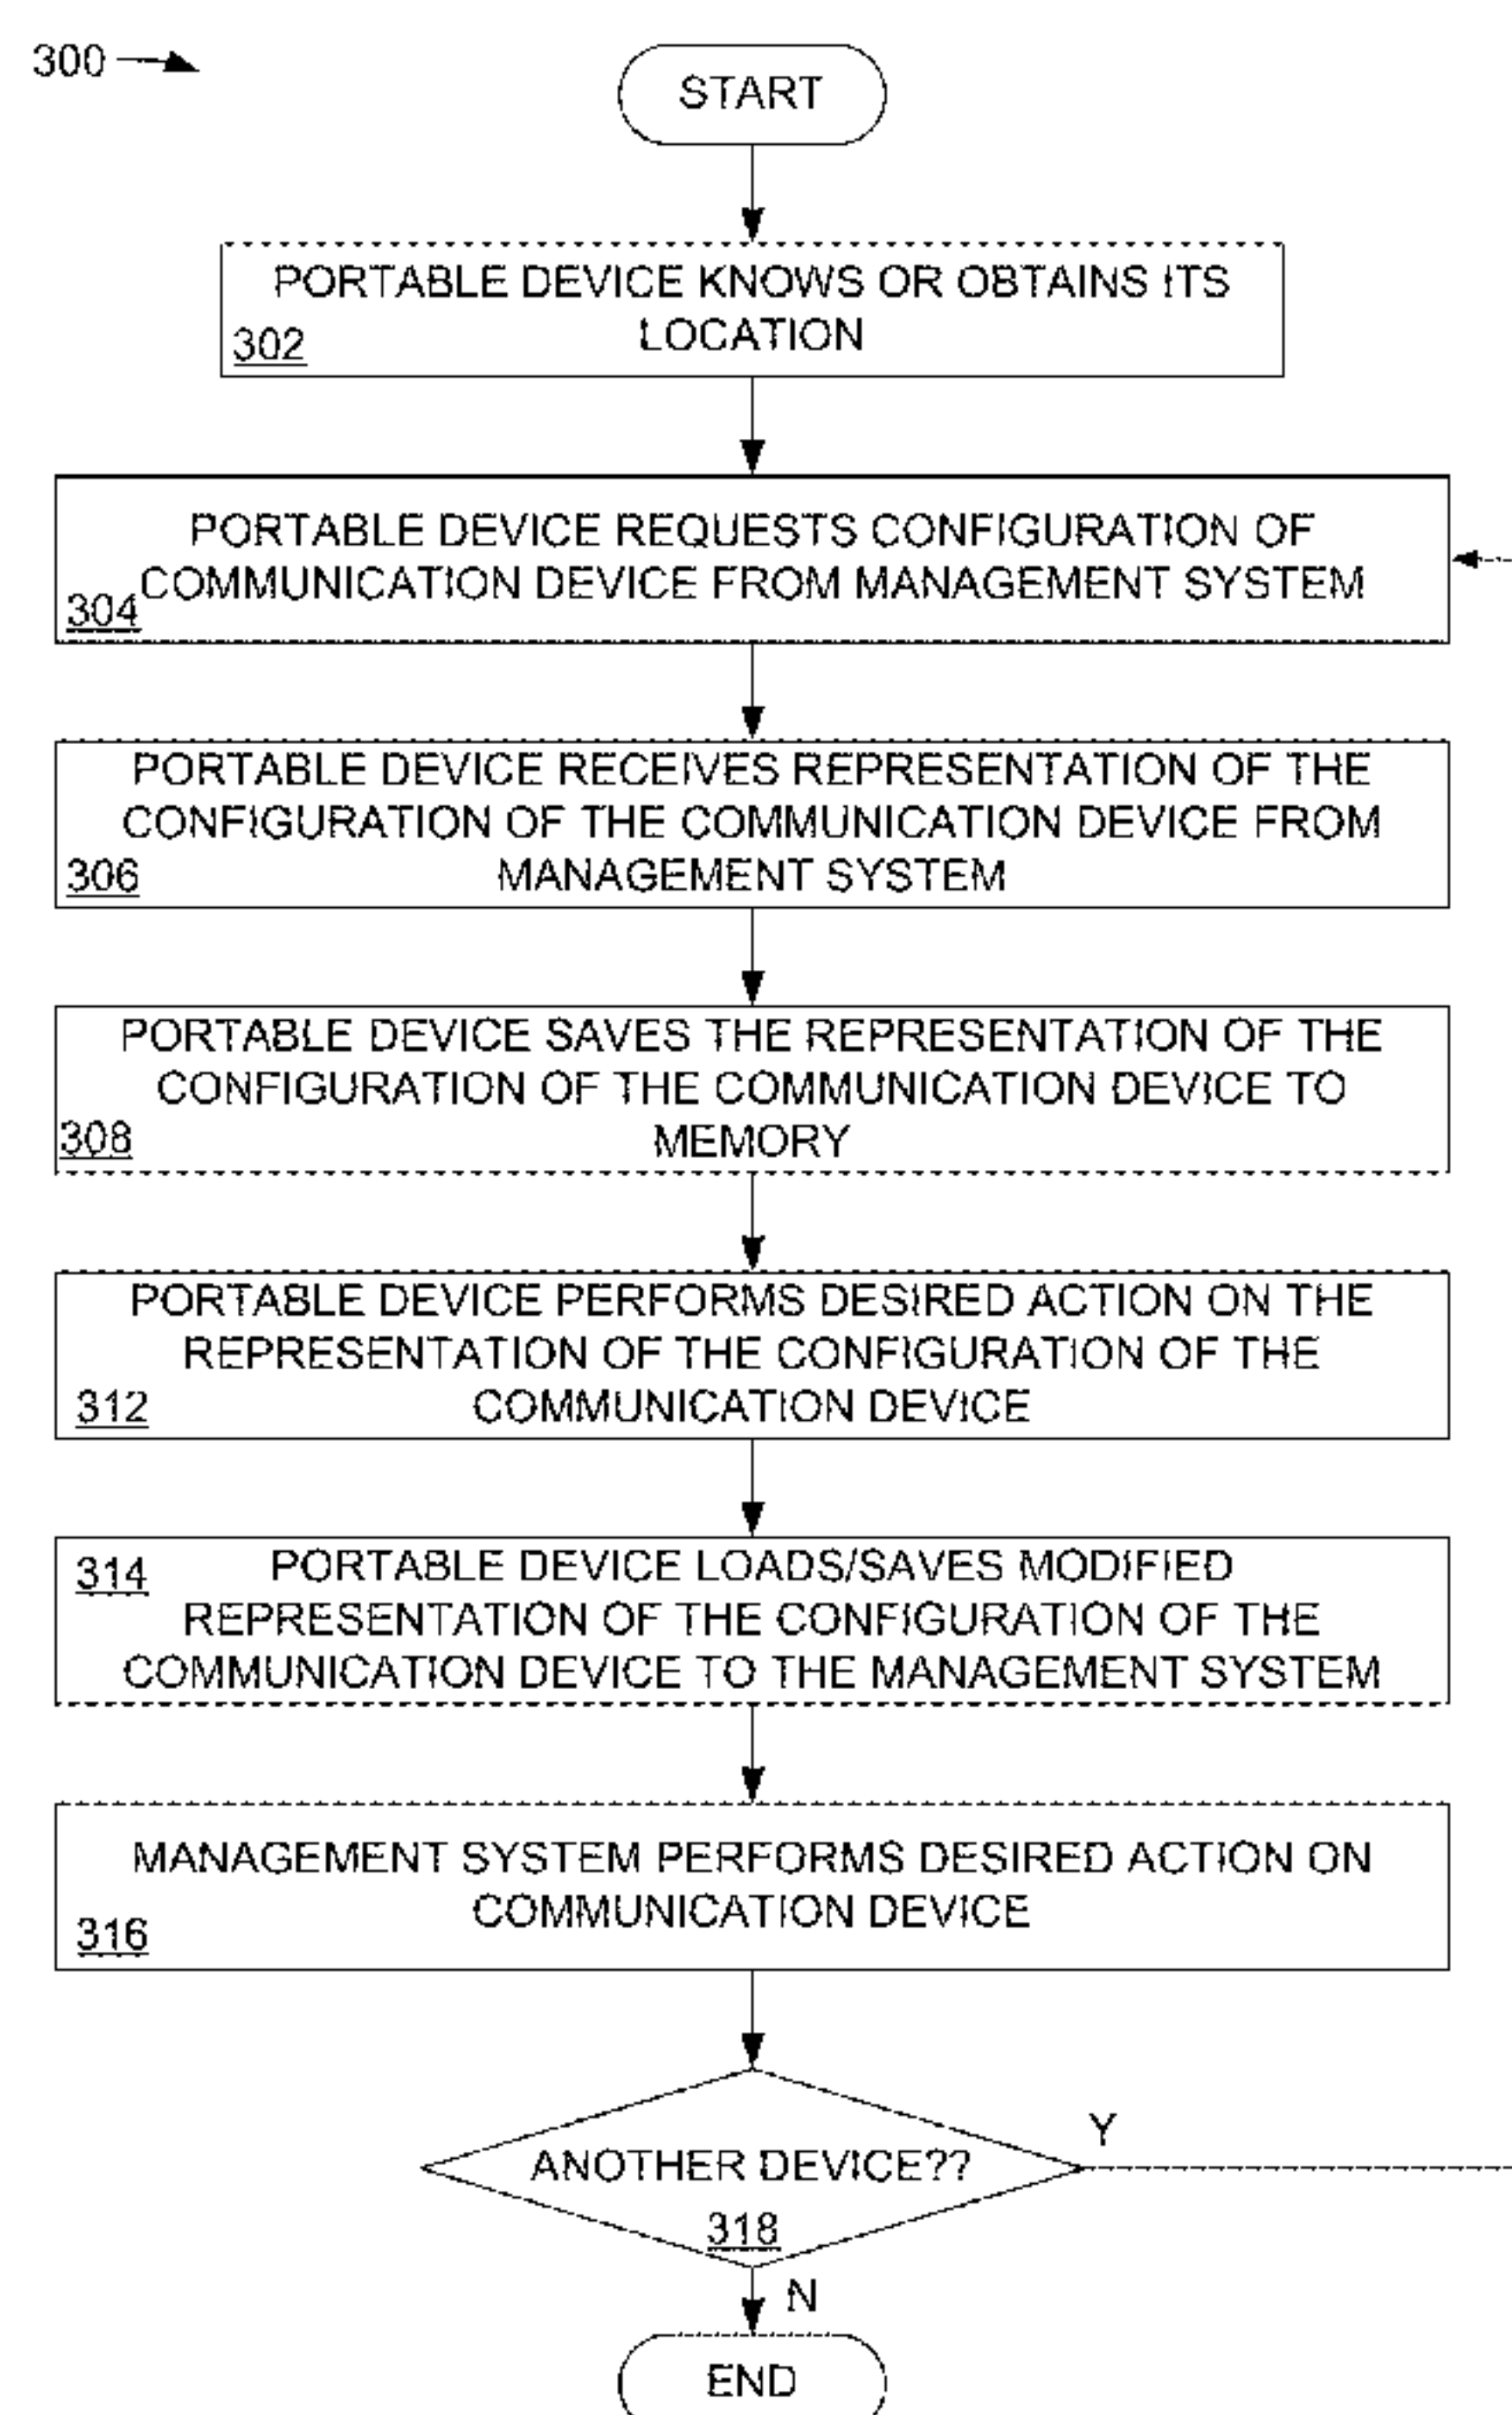 300
START
PORTABLE DEVICE KNOWS OR OBTAINS ITS
LOCATION
302
PORTABLE DEVICE REQUESTS CONFIGURATION OF
COMMUNICATION DEVICE FROM MANAGEMENT SYSTEM
304
PORTABLE DEVICE RECEIVES REPRESENTATION OF THE
CONFIGURATION OF THE COMMUNICATION DEVICE FROM
MANAGEMENT SYSTEM
306
PORTABLE DEVICE SAVES THE REPRESENTATION OF THE
CONFIGURATION OF THE COMMUNICATION DEVICE TO
MEMORY
308
PORTABLE DEVICE PERFORMS DESIRED ACTION ON THE
REPRESENTATION OF THE CONFIGURATION OF THE
COMMUNICATION DEVICE
312
314
PORTABLE DEVICE LOADS/SAVES MODIFIED
REPRESENTATION OF THE CONFIGURATION OF THE
COMMUNICATION DEVICE TO THE MANAGEMENT SYSTEM
MANAGEMENT SYSTEM PERFORMS DESIRED ACTION ON
COMMUNICATION DEVICE
316
Y
ANOTHER DEVICE??
318
N
END